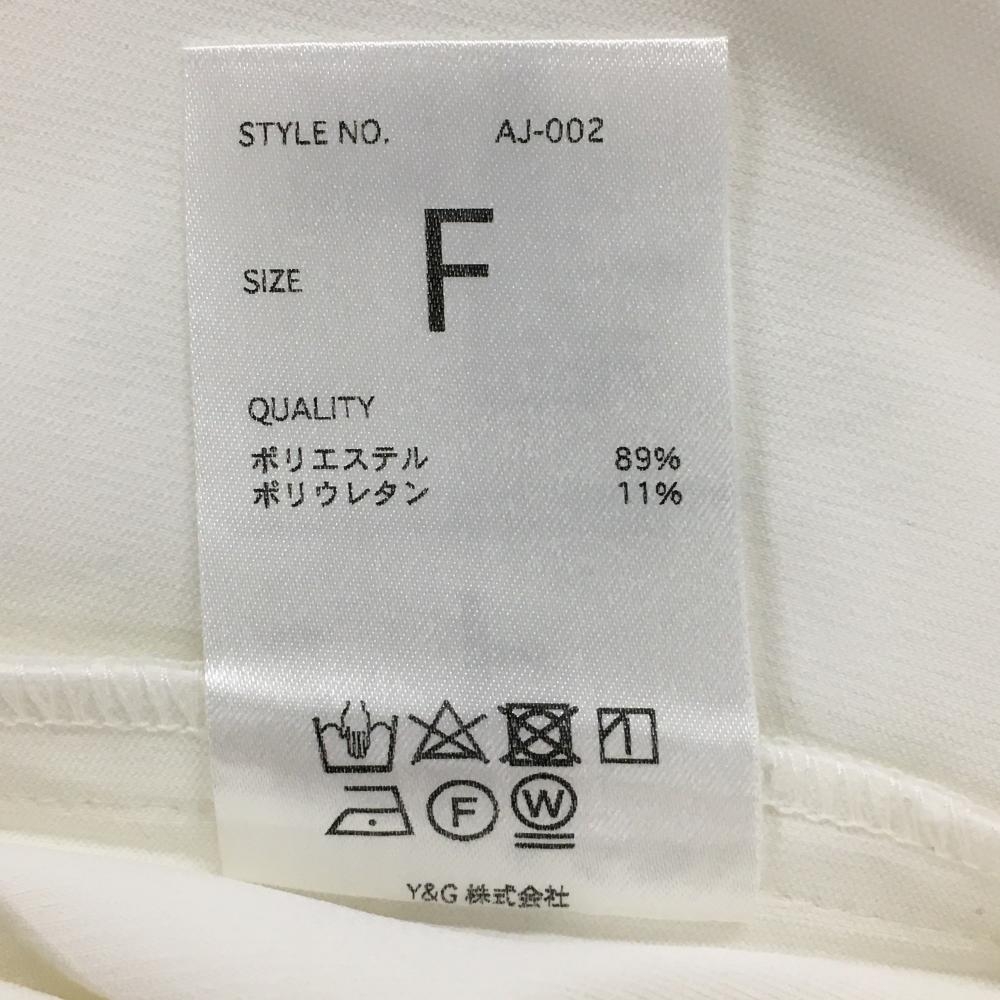 STYLE NO. AJ-002
SIZE F
QUALITY
ポリエステル 89%
ポリウレタン 11%
F W
Y&G 株式会社